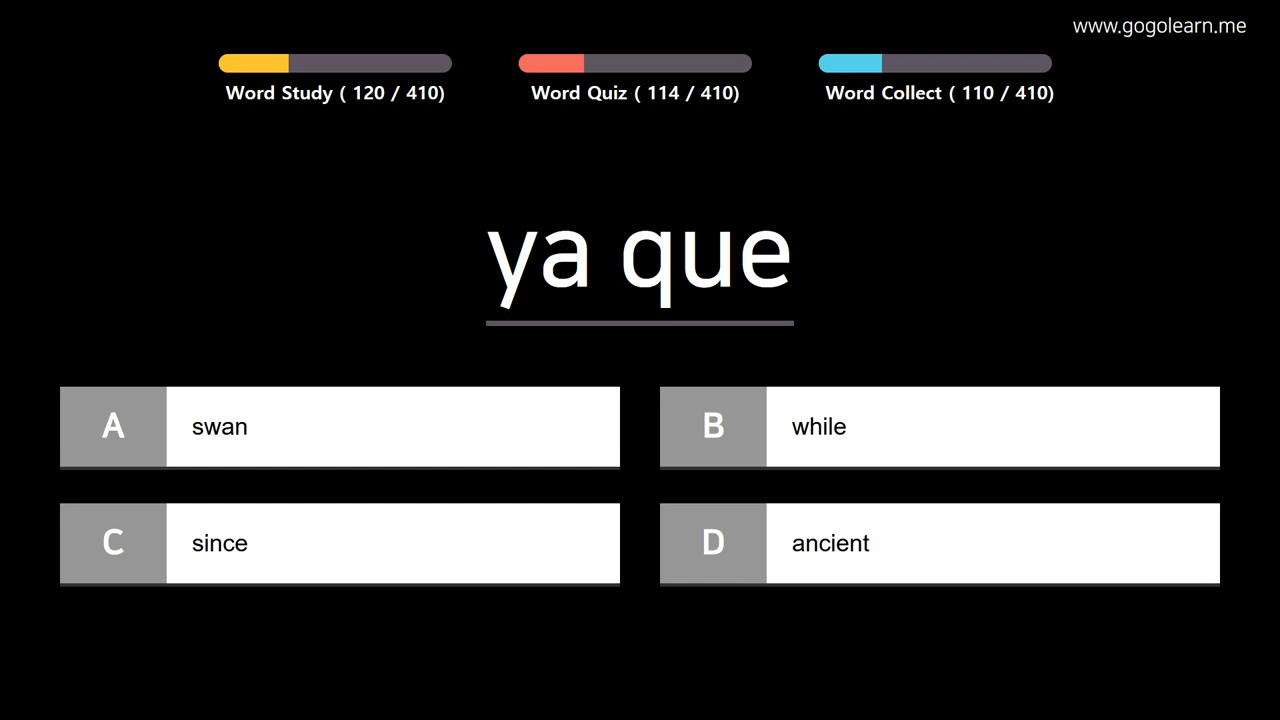 www.gogolearn.me
Word Study ( 120 / 410)
Word Quiz ( 114 / 410)
Word Collect ( 110 / 410)
ya que
A swan
B while
C since
D ancient